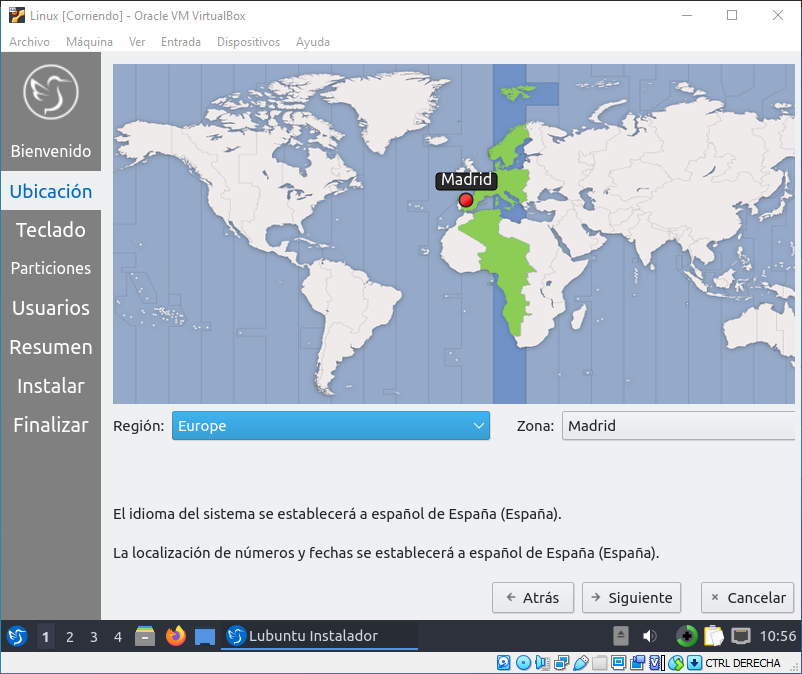 Linux [Corriendo] - Oracle VM VirtualBox
Archivo Máquina Ver Entrada Dispositivos Ayuda
Bienvenido
Ubicación
Teclado
Particiones
Usuarios
Resumen
Instalar
Finalizar
Madrid
Región: Europe Zona: Madrid
El idioma del sistema se establecerá a español de España (España).
La localización de números y fechas se establecerá a español de España (España).
Atrás Siguiente Cancelar
1 2 3 4 Lubuntu Instalador 10:56
CTRL DERECHA